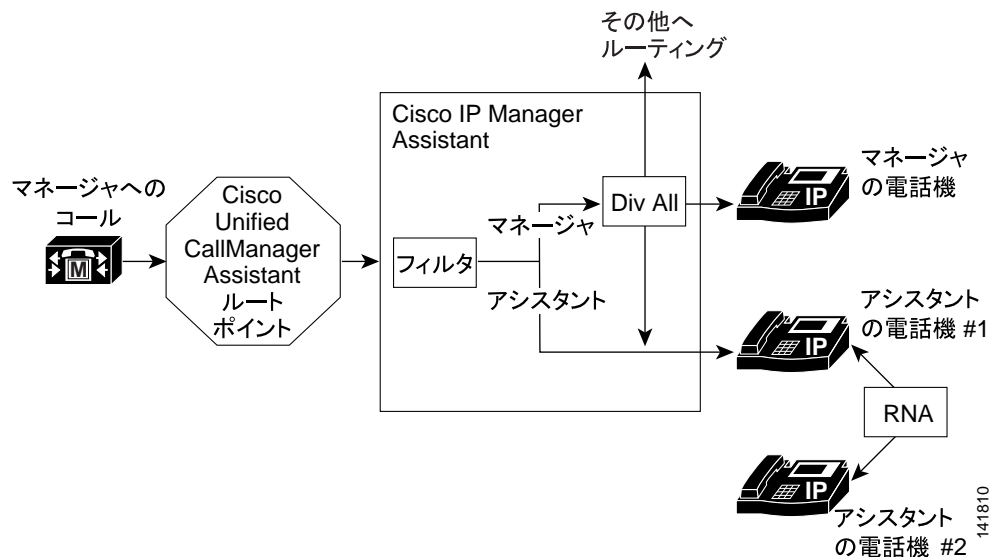 その他へ
ルーティング
Cisco IP Manager
Assistant
マネージャへの
コール
M
Cisco
Unified
CallManager
Assistant
ルート
ポイント
フィルタ
マネージャ
アシスタント
Div All
IP
マネージャ
の電話機
IP
アシスタント
の電話機 #1
RNA
IP
アシスタント
の電話機 #2
141810